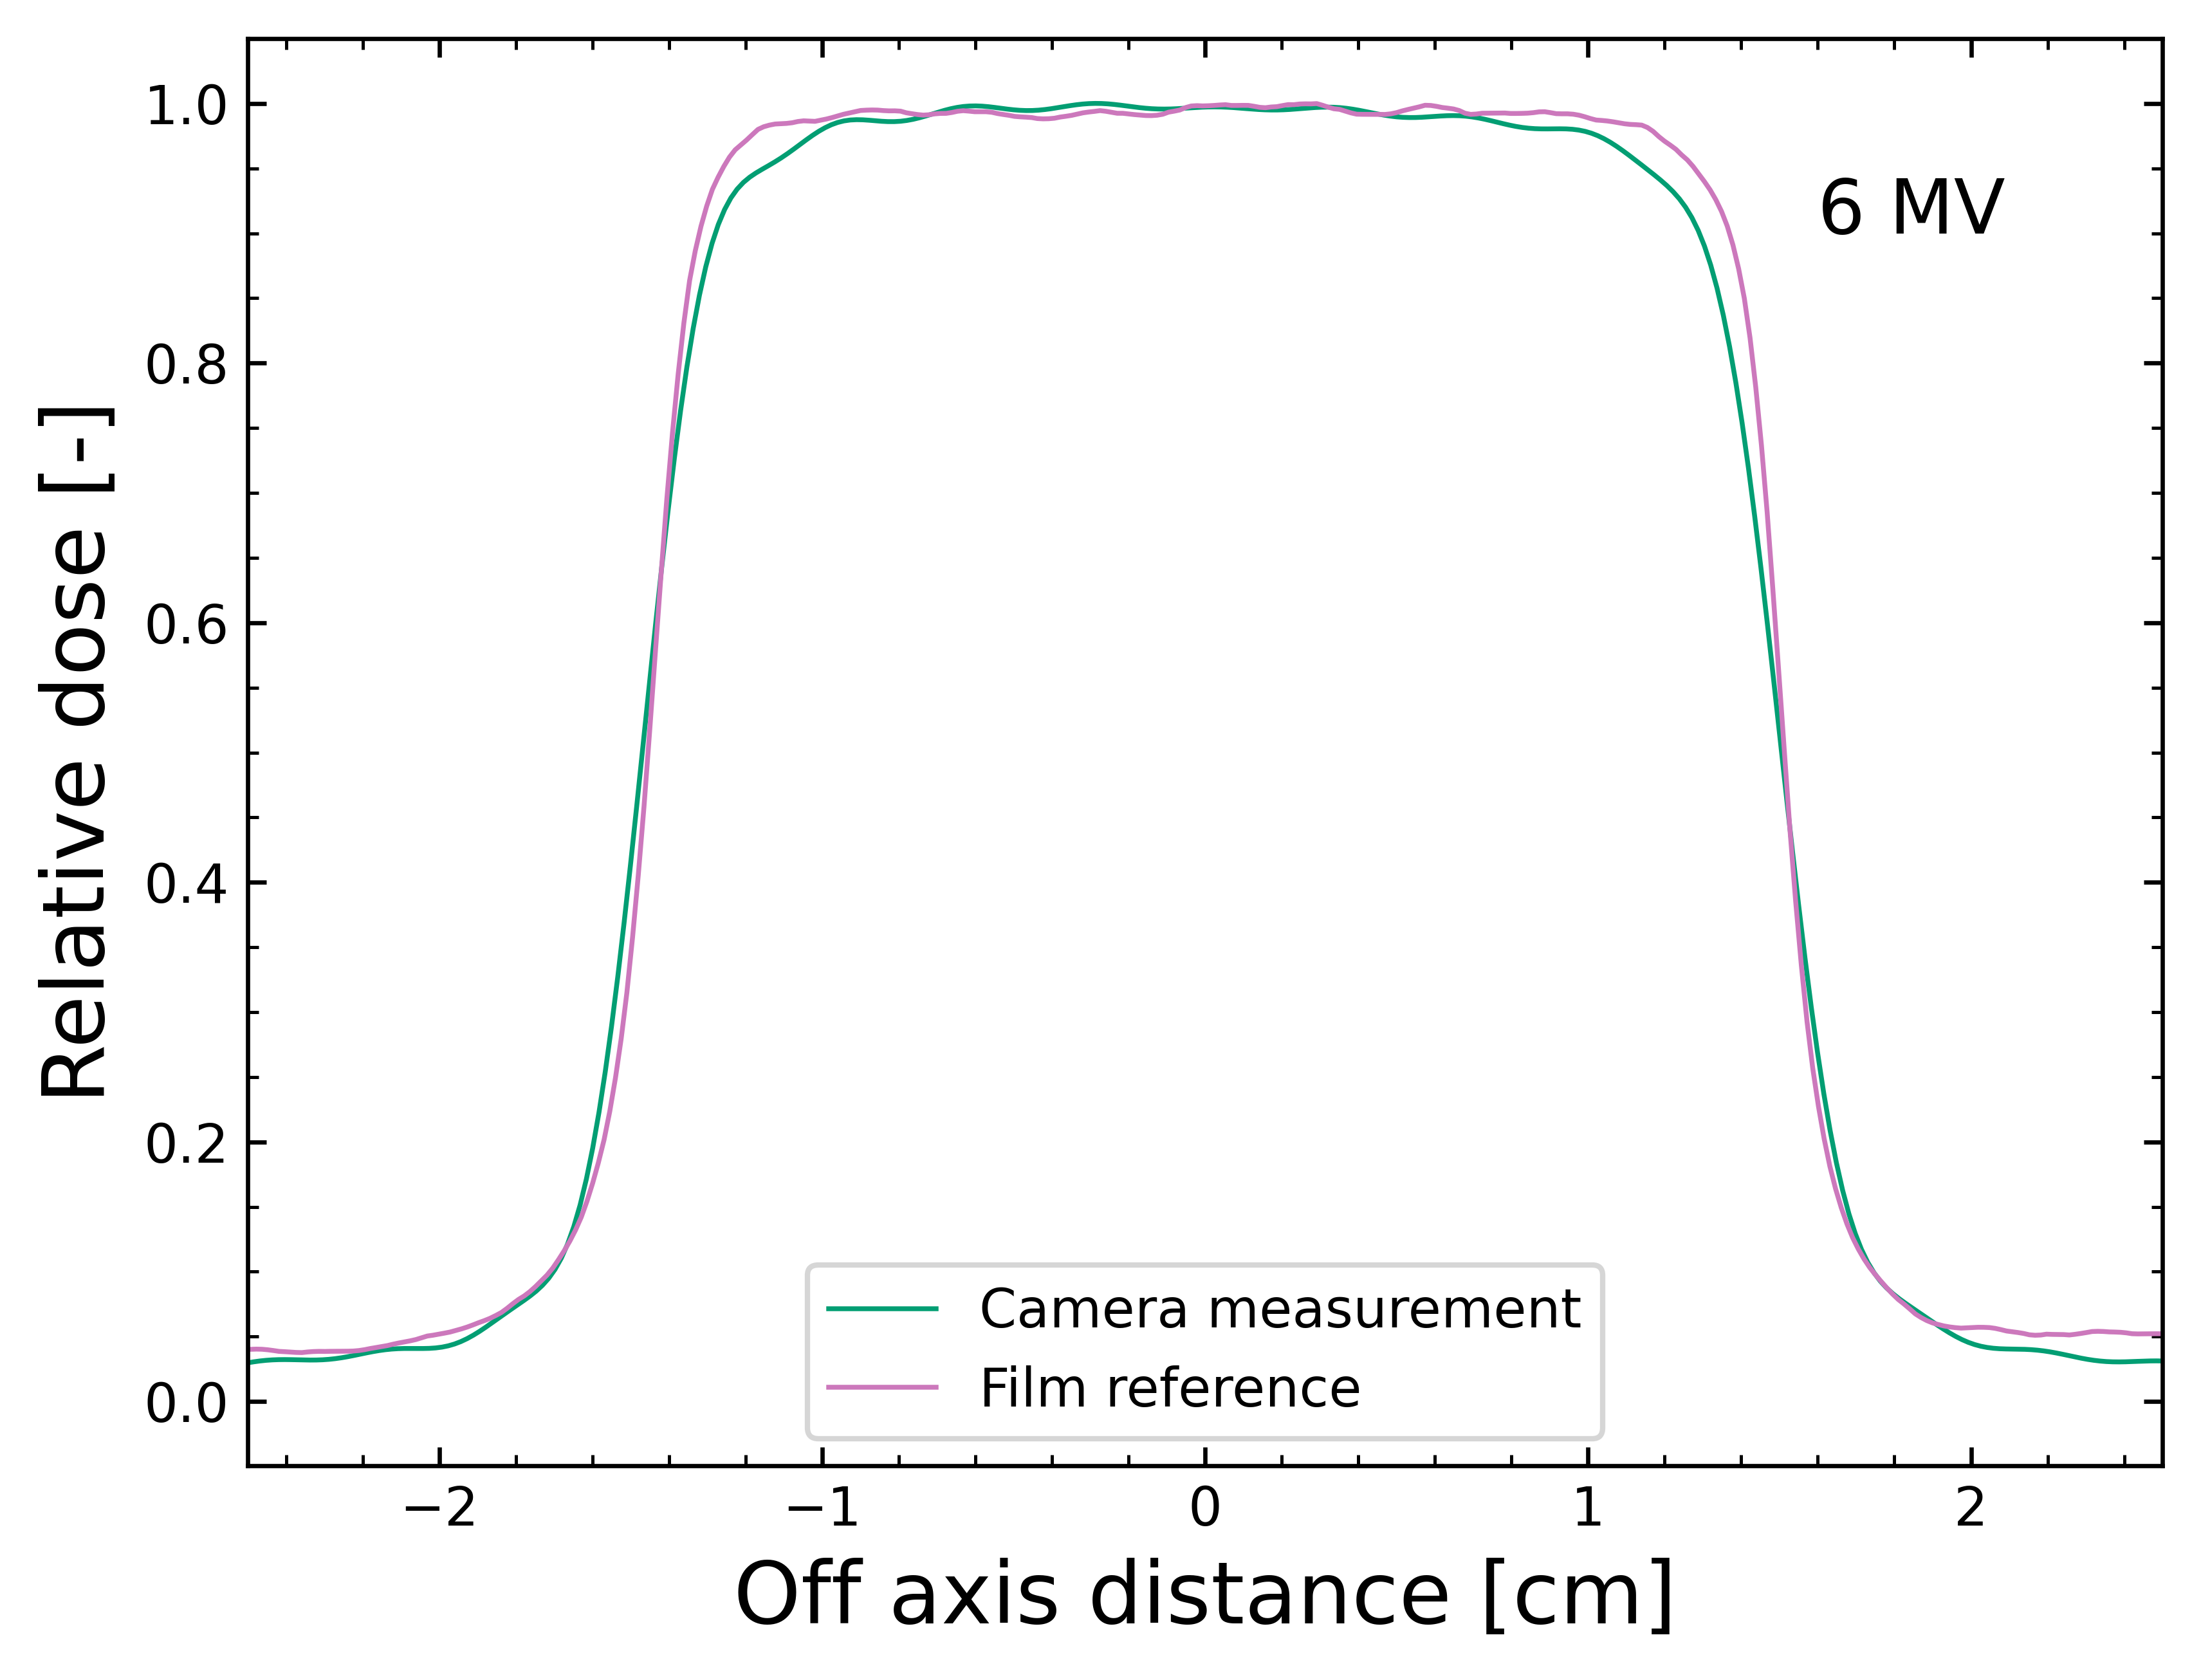 1.0
0.8
0.6
0.4
0.2
0.0
Relative dose [-]
6 MV
Camera measurement
Film reference
−2 −1 0 1 2
Off axis distance [cm]